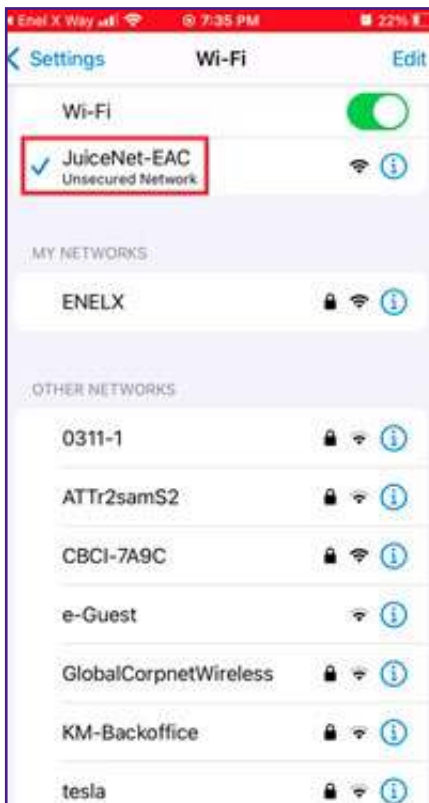 Enel X Way 7:35 PM 22%
Settings Wi-Fi Edit
Wi-Fi
JuiceNet-EAC
Unsecured Network
MY NETWORKS
ENELX
OTHER NETWORKS
0311-1
ATTr2samS2
CBCI-7A9C
e-Guest
GlobalCorpnetWireless
KM-Backoffice
tesla